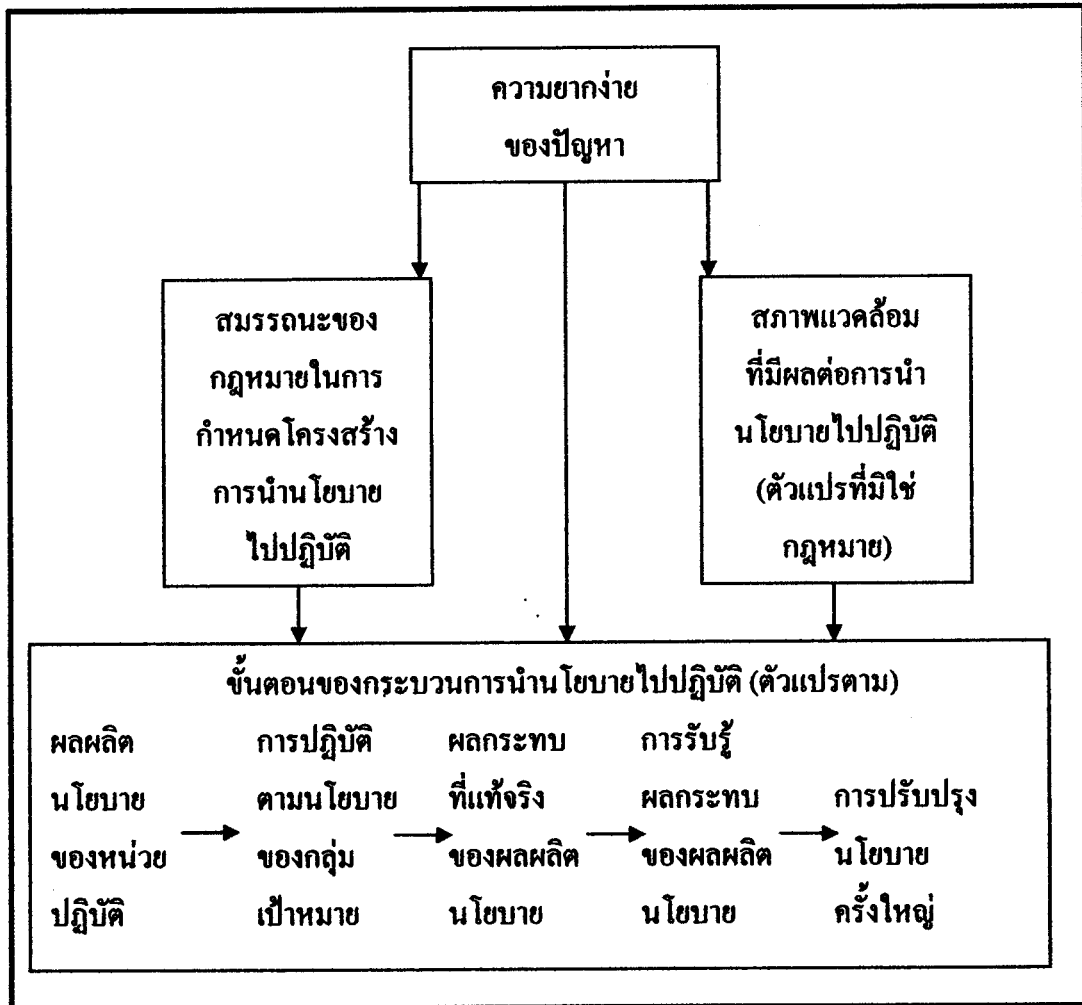 ความยากง่าย
ของปัญหา
สมรรถนะของ
กฎหมายในการ
กำหนดโครงสร้าง
การนำนโยบาย
ไปปฏิบัติ
สภาพแวดล้อม
ที่มีผลต่อการนำ
นโยบายไปปฏิบัติ
(ตัวแปรที่มิใช่
กฎหมาย)
ขั้นตอนของกระบวนการนำนโยบายไปปฏิบัติ (ตัวแปรตาม)
ผลผลิต
นโยบาย
ของหน่วย
ปฏิบัติ
การปฏิบัติ
ตามนโยบาย
ของกลุ่ม
เป้าหมาย
ผลกระทบ
ที่แท้จริง
ของผลผลิต
นโยบาย
การรับรู้
ผลกระทบ
ของผลผลิต
นโยบาย
การปรับปรุง
นโยบาย
ครั้งใหญ่